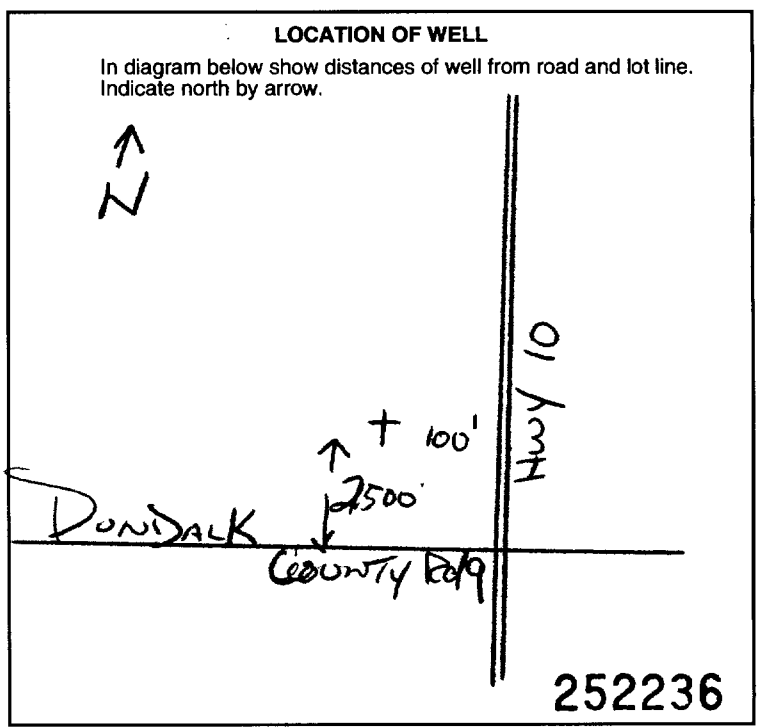 LOCATION OF WELL
In diagram below show distances of well from road and lot line.
Indicate north by arrow.
N
HWY 10
100'
2500'
DUNDALK
COUNTY Rd 9
252236